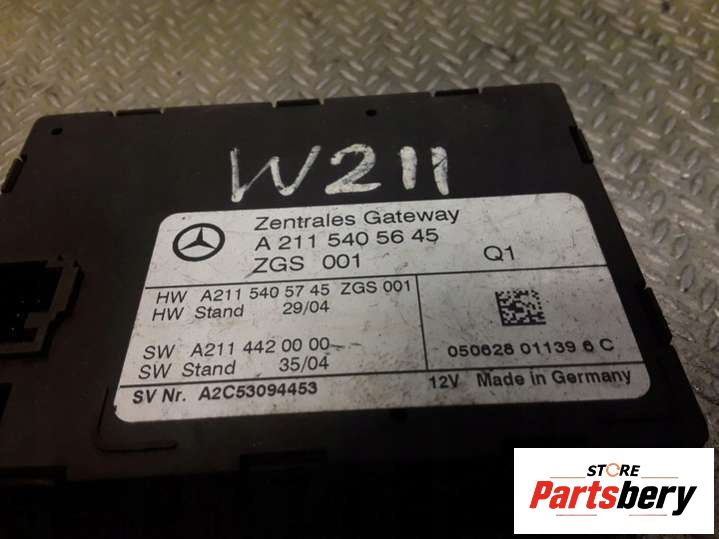 W211
Zentrales Gateway
A 211 540 56 45
ZGS 001 Q1
HW A211 540 57 45 ZGS 001
HW Stand 29/04
SW A211 442 00 00
SW Stand 35/04
050628 01139 6 C
SV Nr. A2C53094453
12V Made in Germany
STORE
Partsbery